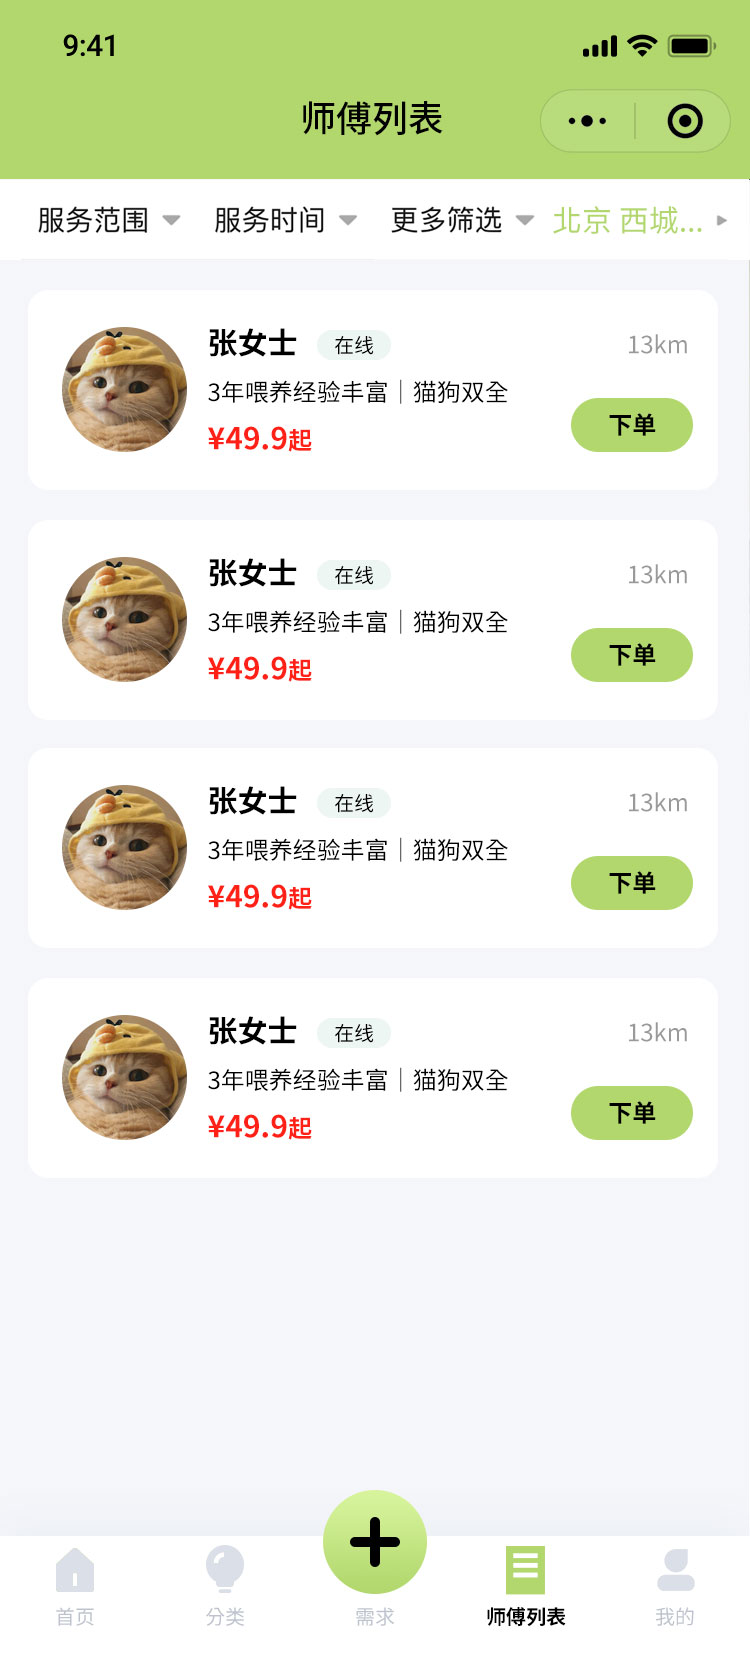 9:41
师傅列表
服务范围 服务时间 更多筛选 北京 西城...
张女士 在线 13km
3年喂养经验丰富｜猫狗双全
¥49.9起 下单
张女士 在线 13km
3年喂养经验丰富｜猫狗双全
¥49.9起 下单
张女士 在线 13km
3年喂养经验丰富｜猫狗双全
¥49.9起 下单
张女士 在线 13km
3年喂养经验丰富｜猫狗双全
¥49.9起 下单
首页 分类 需求 师傅列表 我的